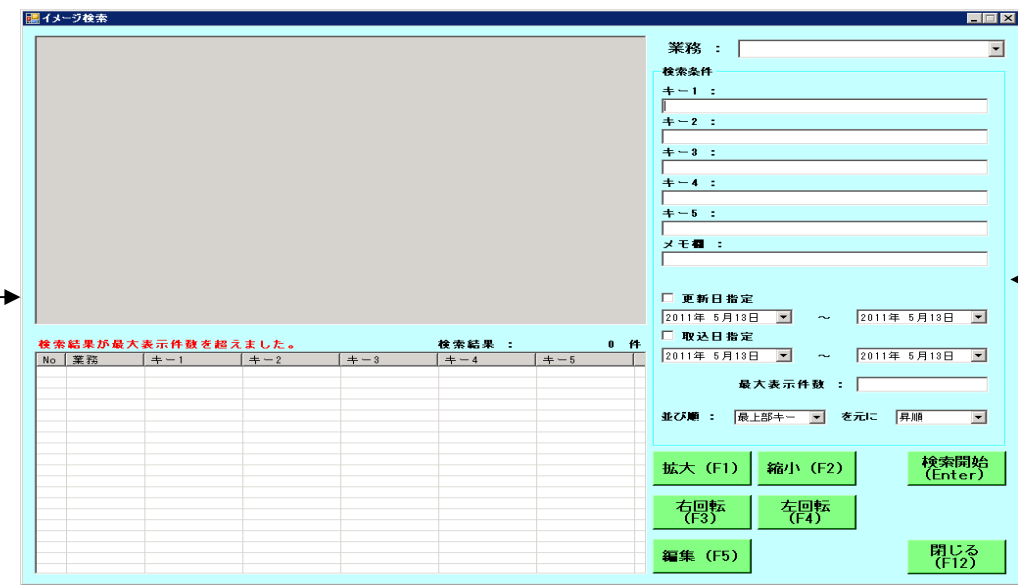 イメージ検索
業務 :
検索条件
キー1 :
キー2 :
キー3 :
キー4 :
キー5 :
メモ欄 :
更新日指定
2011年 5月13日 ～ 2011年 5月13日
取込日指定
2011年 5月13日 ～ 2011年 5月13日
最大表示件数 :
並び順 : 最上部キー を元に 昇順
検索結果が最大表示件数を超えました。 検索結果 : 0 件
No 業務 キー1 キー2 キー3 キー4 キー5
拡大 (F1) 縮小 (F2) 検索開始
(Enter)
右回転
(F3)
左回転
(F4)
編集 (F5)
閉じる
(F12)